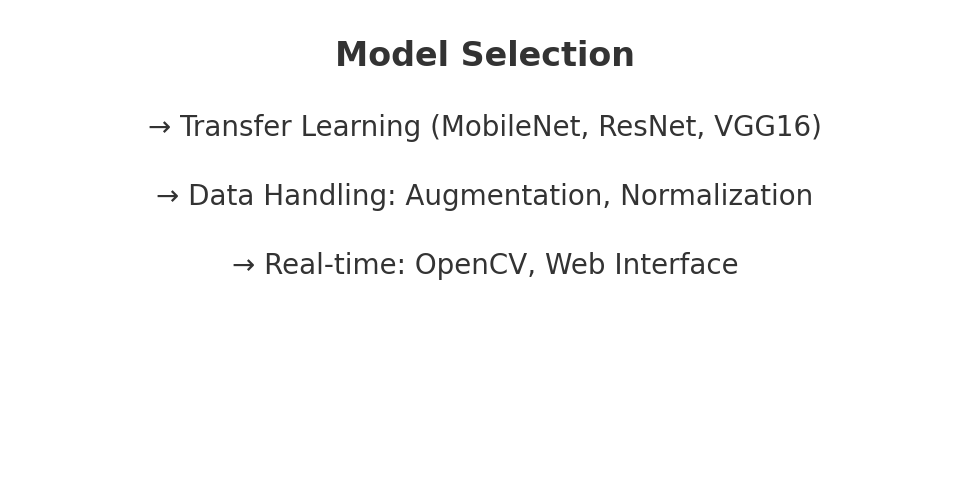 Model Selection
→ Transfer Learning (MobileNet, ResNet, VGG16)
→ Data Handling: Augmentation, Normalization
→ Real-time: OpenCV, Web Interface